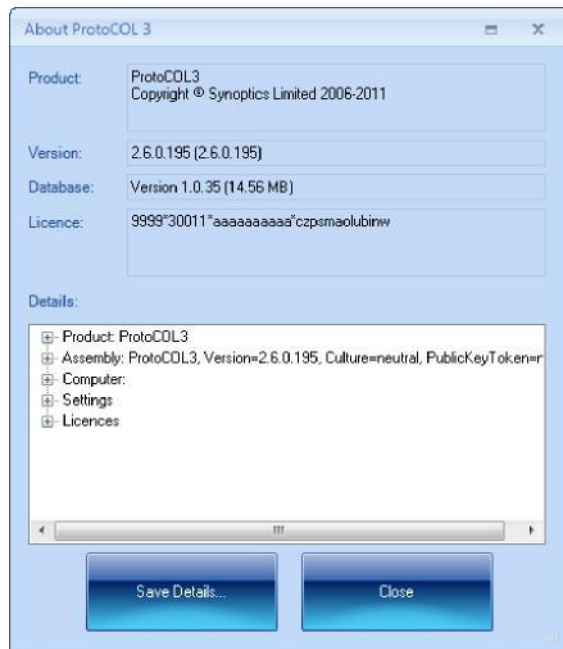 About ProtoCOL 3
Product:
ProtoCOL3
Copyright © Synoptics Limited 2006-2011
Version:
2.6.0.195 (2.6.0.195)
Database:
Version 1.0.35 (14.56 MB)
Licence:
9999*30011*aaaaaaaaaa*czpsmaolubinw
Details:
Product: ProtoCOL3
Assembly: ProtoCOL3, Version=2.6.0.195, Culture=neutral, PublicKeyToken=
Computer:
Settings
Licences
Save Details...
Close